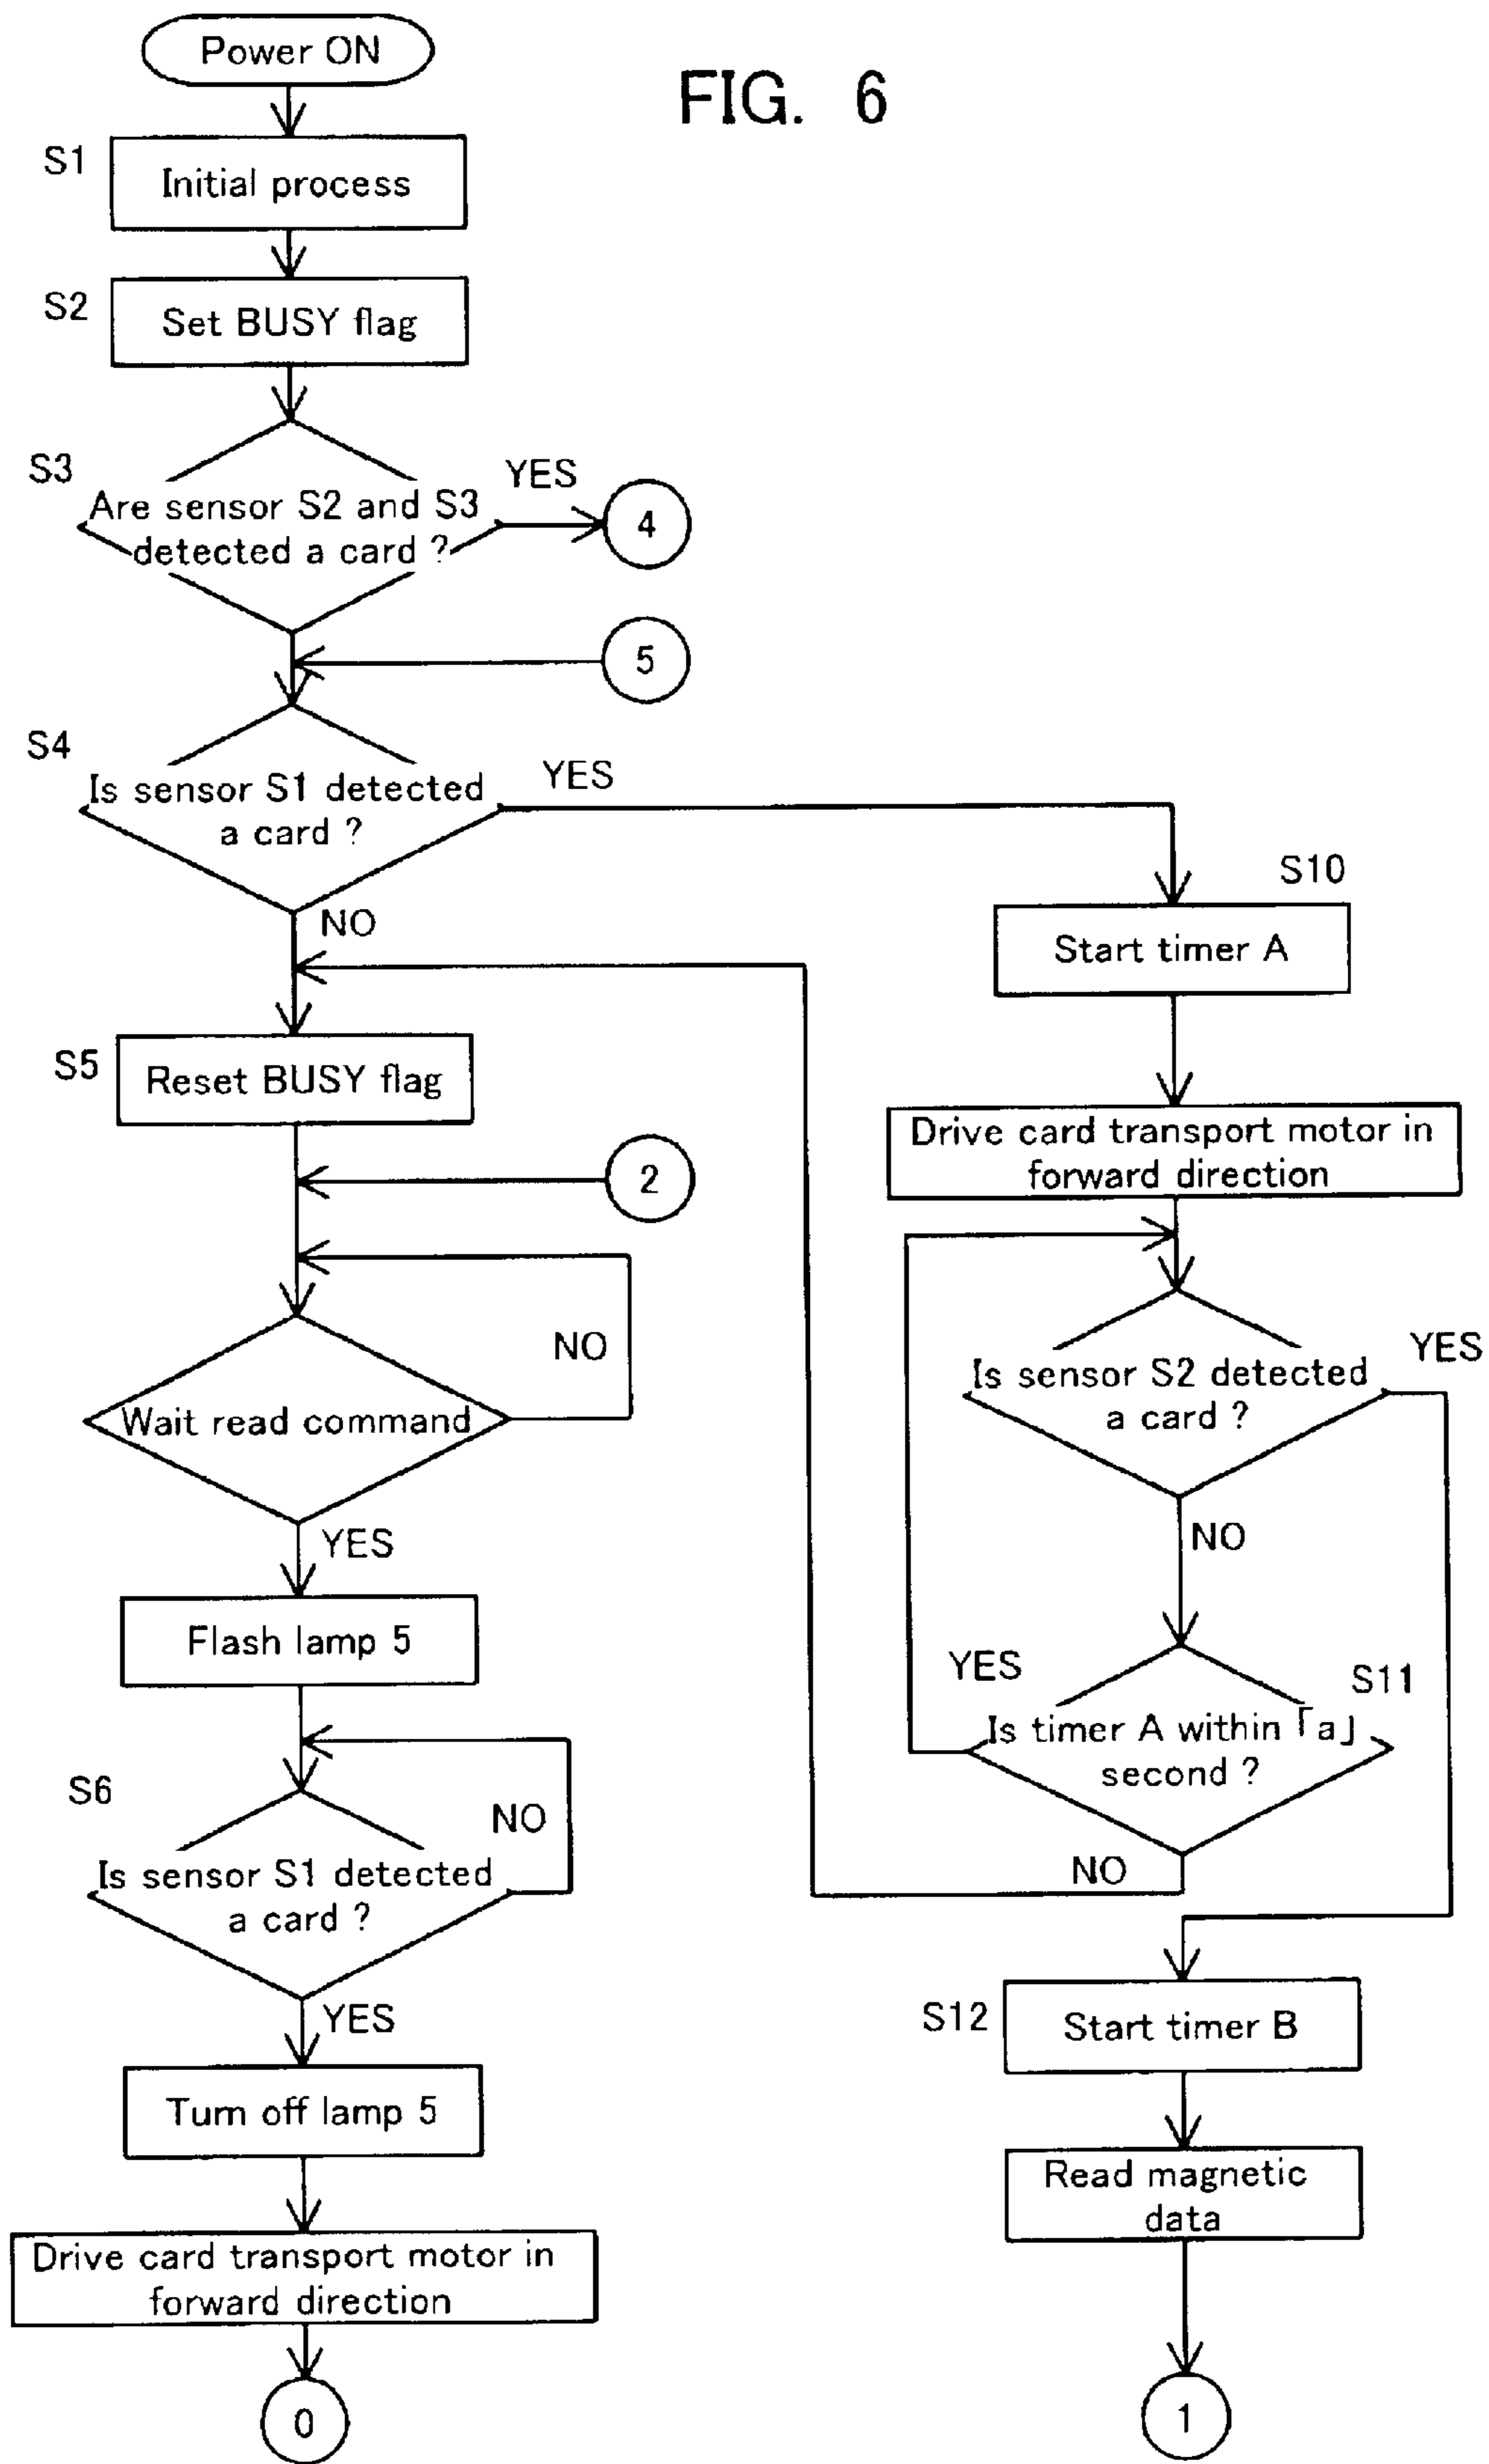 Power ON
FIG. 6
S1
Initial process
S2
Set BUSY flag
S3
YES
Are sensor S2 and S3
detected a card ?
4
5
S4
Is sensor S1 detected
a card ?
YES
NO
S5
Reset BUSY flag
2
NO
Wait read command
YES
Flash lamp 5
S6
NO
Is sensor S1 detected
a card ?
YES
Turn off lamp 5
Drive card transport motor in
forward direction
0
S10
Start timer A
Drive card transport motor in
forward direction
YES
Is sensor S2 detected
a card ?
NO
YES
S11
Is timer A within「a」
second ?
NO
S12
Start timer B
Read magnetic
data
1